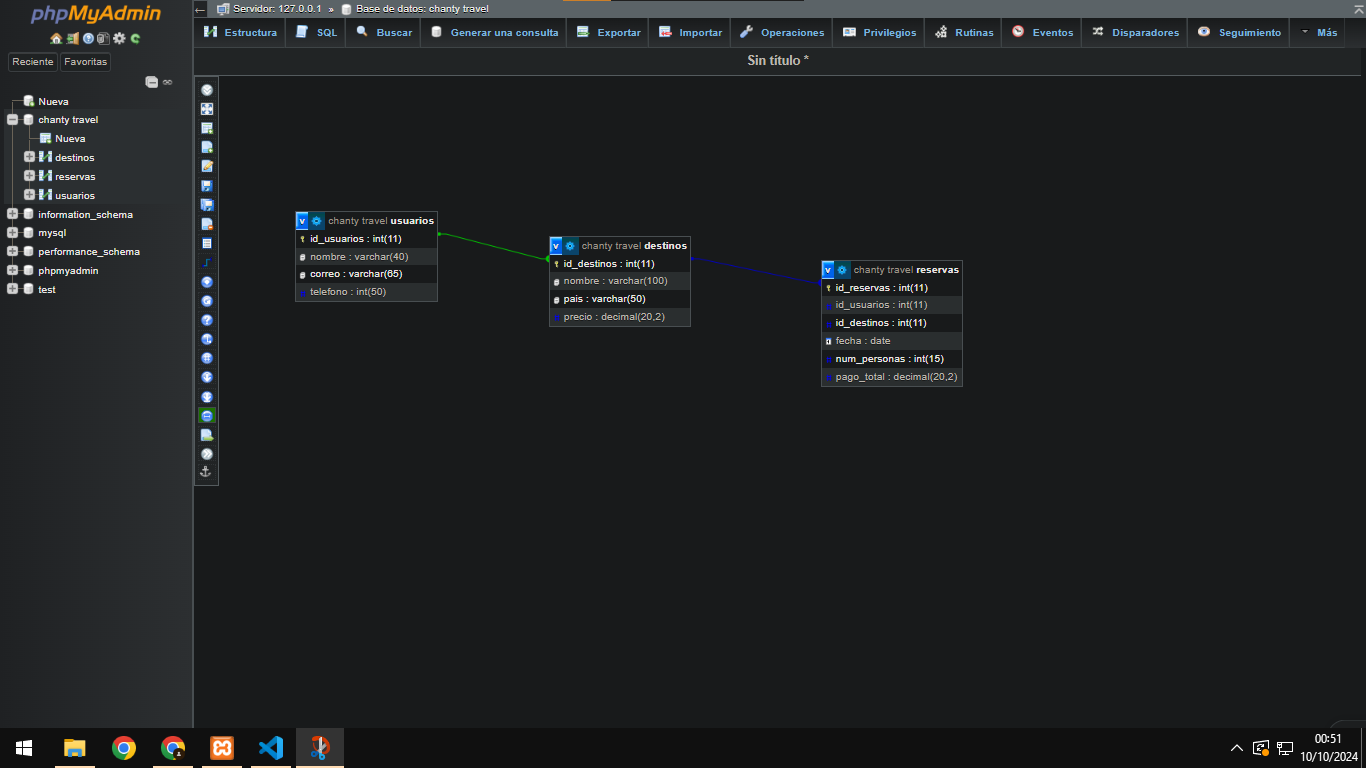 phpMyAdmin
Reciente Favoritas
Nueva
chanty travel
Nueva
destinos
reservas
usuarios
information_schema
mysql
performance_schema
phpmyadmin
test
Servidor: 127.0.0.1 » Base de datos: chanty travel
Estructura SQL Buscar Generar una consulta Exportar Importar Operaciones Privilegios Rutinas Eventos Disparadores Seguimiento Más
Sin título *
v chanty travel usuarios
id_usuarios : int(11)
nombre : varchar(40)
correo : varchar(65)
telefono : int(50)
v chanty travel destinos
id_destinos : int(11)
nombre : varchar(100)
pais : varchar(50)
precio : decimal(20,2)
v chanty travel reservas
id_reservas : int(11)
id_usuarios : int(11)
id_destinos : int(11)
fecha : date
num_personas : int(15)
pago_total : decimal(20,2)
00:51
10/10/2024